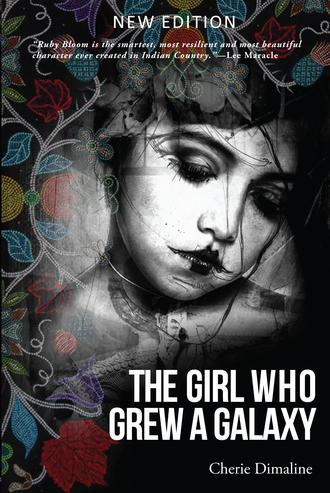 NEW EDITION
"Ruby Bloom is the smartest, most resilient and most beautiful
character ever created in Indian Country."—Lee Maracle
THE GIRL WHO
GREW A GALAXY
Cherie Dimaline